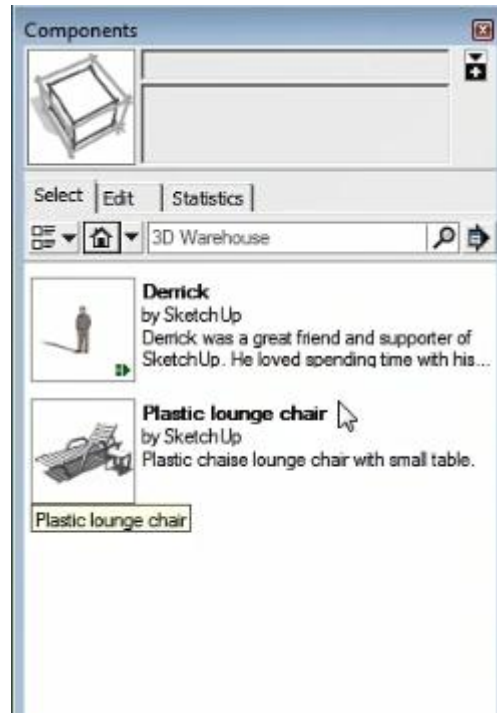 Components
Select Edit Statistics
3D Warehouse
Derrick
by SketchUp
Derrick was a great friend and supporter of
SketchUp. He loved spending time with his...
Plastic lounge chair
by SketchUp
Plastic chaise lounge chair with small table.
Plastic lounge chair